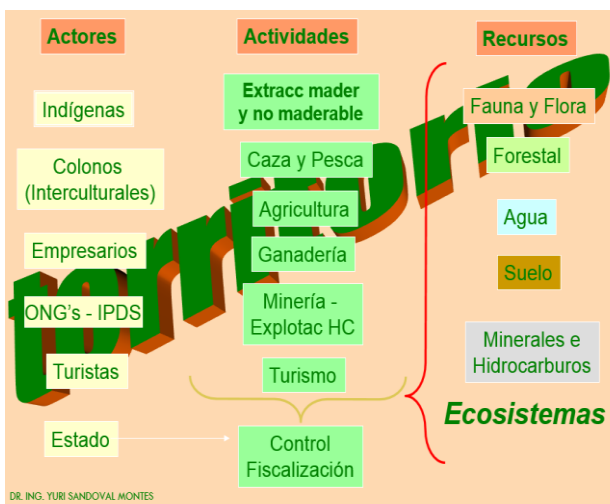 Actores
Actividades
Recursos
territorio
Indígenas
Colonos
(Interculturales)
Empresarios
ONG's - IPDS
Turistas
Estado
Extracc mader
y no maderable
Caza y Pesca
Agricultura
Ganadería
Minería -
Explotac HC
Turismo
Control
Fiscalización
Fauna y Flora
Forestal
Agua
Suelo
Minerales e
Hidrocarburos
Ecosistemas
DR. ING. YURI SANDOVAL MONTES